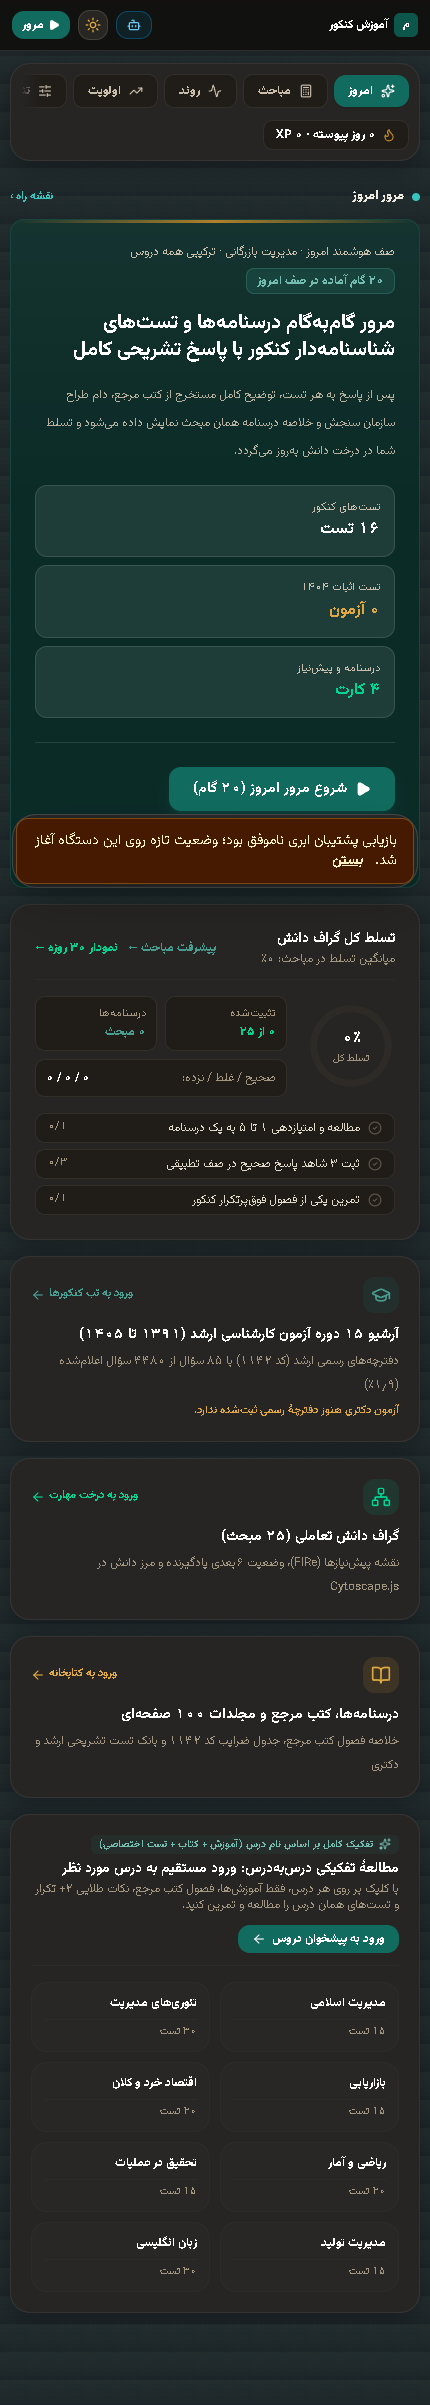 م
آموزش کنکور
مرور
امروز
مباحث
روند
اولویت
۰ روز پیوسته · ۰ XP
مرور امروز
نقشه راه ›
صف هوشمند امروز · مدیریت بازرگانی · ترکیبی همه دروس
۲۰ گام آماده در صف امروز
مرور گام‌به‌گام درسنامه‌ها و تست‌های
شناسنامه‌دار کنکور با پاسخ تشریحی کامل
پس از پاسخ به هر تست، توضیح کامل مستخرج از کتب مرجع، دام طراح
سازمان سنجش و خلاصه درسنامه همان مبحث نمایش داده می‌شود و تسلط
شما در درخت دانش به‌روز می‌گردد.
تست‌های کنکور
۱۶ تست
تست اثبات ۱۴۰۴
۰ آزمون
درسنامه و پیش‌نیاز
۴ کارت
شروع مرور امروز (۲۰ گام)
بازیابی پشتیبان ابری ناموفق بود؛ وضعیت تازه روی این دستگاه آغاز
شد. بستن
تسلط کل گراف دانش
میانگین تسلط در مباحث: ۰٪
پیشرفت مباحث ←
نمودار ۳۰ روزه ←
۰٪
تسلط کل
تثبیت‌شده
۰ از ۲۵
درسنامه‌ها
۰ مبحث
صحیح / غلط / نزده:
۰ / ۰ / ۰
مطالعه و امتیازدهی ۱ تا ۵ به یک درسنامه
۰/۱
ثبت ۳ شاهد پاسخ صحیح در صف تطبیقی
۰/۳
تمرین یکی از فصول فوق‌پرتکرار کنکور
۰/۱
ورود به تب کنکورها
آرشیو ۱۵ دوره آزمون کارشناسی ارشد (۱۳۹۱ تا ۱۴۰۵)
دفترچه‌های رسمی ارشد (کد ۱۱۴۲) با ۸۵ سؤال از ۴۴۸۰ سؤال اعلام‌شده
(۱٫۹٪)
آزمون دکتری هنوز دفترچهٔ رسمی ثبت‌شده ندارد.
ورود به درخت مهارت
گراف دانش تعاملی (۲۵ مبحث)
نقشه پیش‌نیازها (FIRe)، وضعیت ۶بعدی یادگیرنده و مرز دانش در
Cytoscape.js
ورود به کتابخانه
درسنامه‌ها، کتب مرجع و مجلدات ۱۰۰ صفحه‌ای
خلاصه فصول کتب مرجع، جدول ضرایب کد ۱۱۴۲ و بانک تست تشریحی ارشد و
دکتری
تفکیک کامل بر اساس نام درس (آموزش + کتاب + تست اختصاصی)
مطالعهٔ تفکیکی درس‌به‌درس: ورود مستقیم به درس مورد نظر
با کلیک بر روی هر درس، فقط آموزش‌ها، فصول کتب مرجع، نکات طلایی ۲+ تکرار
و تست‌های همان درس را مطالعه و تمرین کنید.
ورود به پیشخوان دروس
مدیریت اسلامی
۱۵ تست
تئوری‌های مدیریت
۳۰ تست
بازاریابی
۱۵ تست
اقتصاد خرد و کلان
۲۰ تست
ریاضی و آمار
۲۰ تست
تحقیق در عملیات
۱۵ تست
مدیریت تولید
۱۵ تست
زبان انگلیسی
۳۰ تست